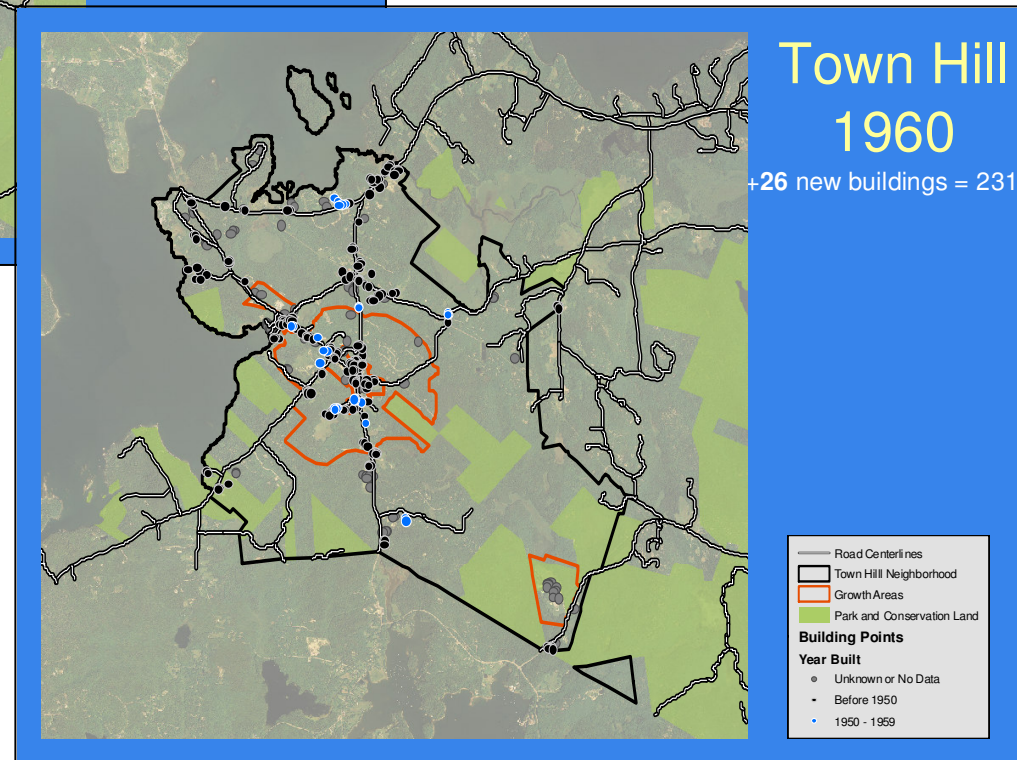 Town Hill
1960
+26 new buildings = 231
Road Centerlines
Town Hilll Neighborhood
Growth Areas
Park and Conservation Land
Building Points
Year Built
Unknown or No Data
Before 1950
1950 - 1959